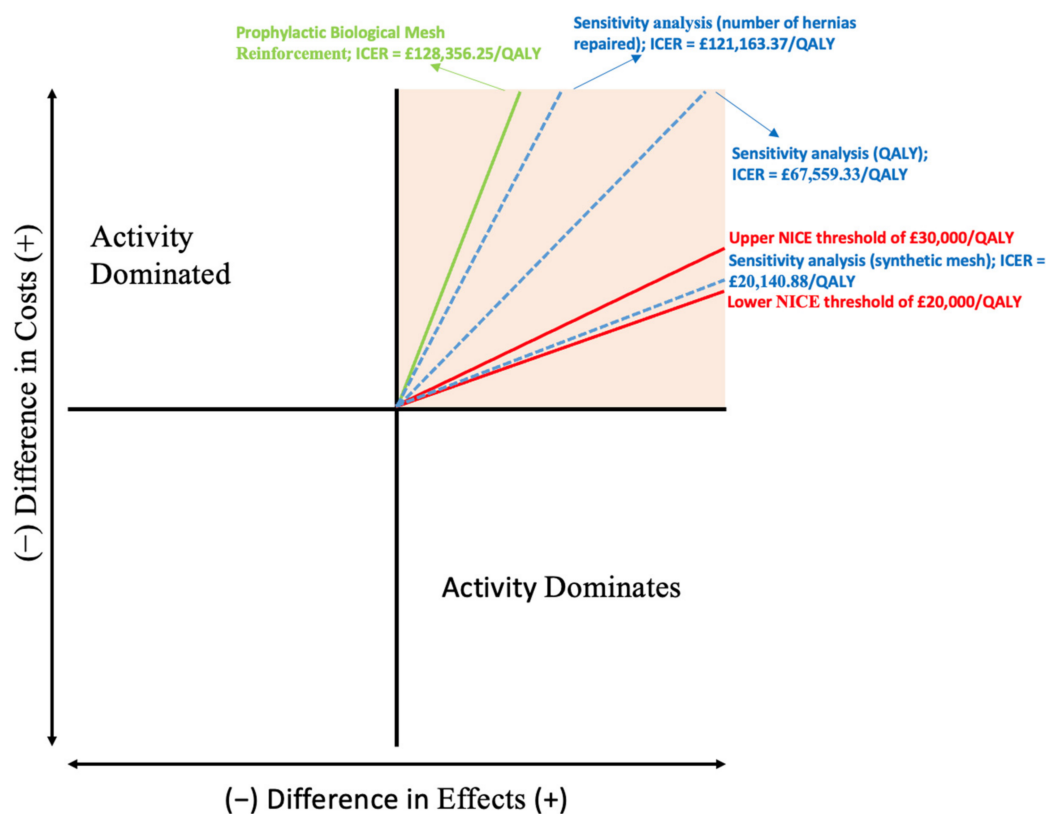 Prophylactic Biological Mesh
Reinforcement; ICER = £128,356.25/QALY
Sensitivity analysis (number of hernias
repaired); ICER = £121,163.37/QALY
Sensitivity analysis (QALY);
ICER = £67,559.33/QALY
Activity
Dominated
Upper NICE threshold of £30,000/QALY
Sensitivity analysis (synthetic mesh); ICER =
£20,140.88/QALY
Lower NICE threshold of £20,000/QALY
(−) Difference in Costs (+)
Activity Dominates
(−) Difference in Effects (+)